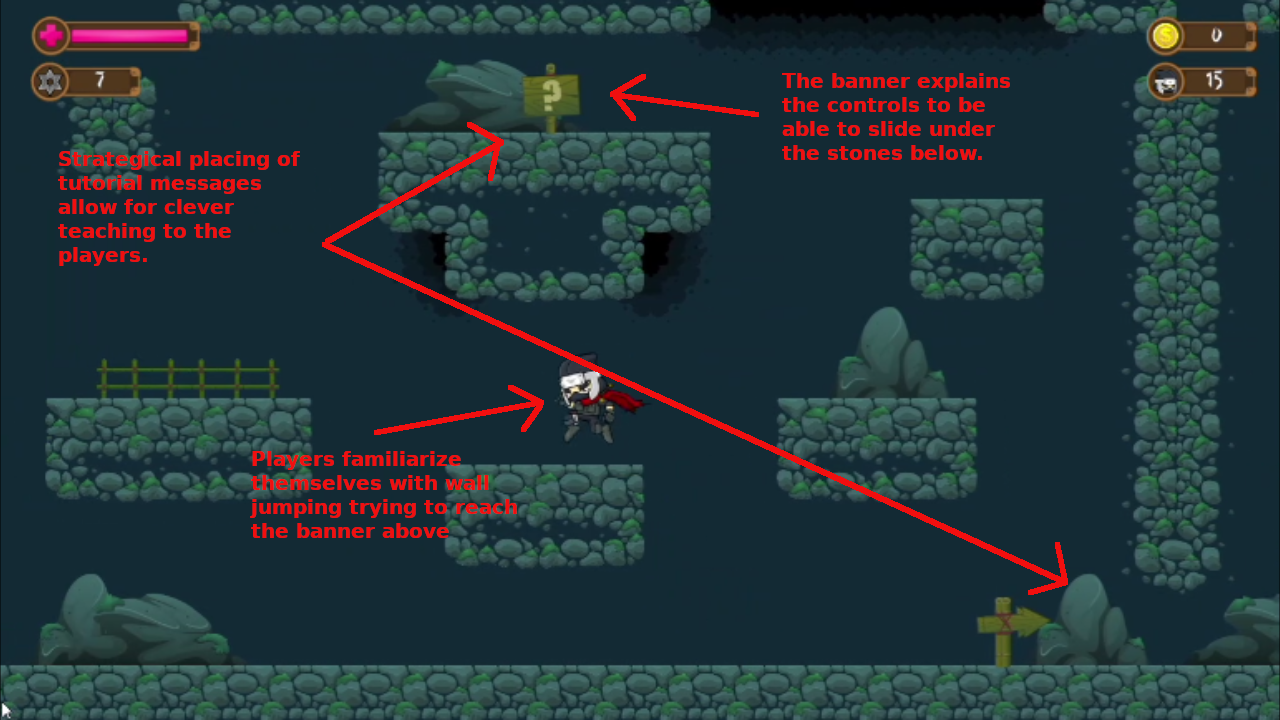 7
0
15
?
The banner explains
the controls to be
able to slide under
the stones below.
Strategical placing of
tutorial messages
allow for clever
teaching to the
players.
Players familiarize
themselves with wall
jumping trying to reach
the banner above